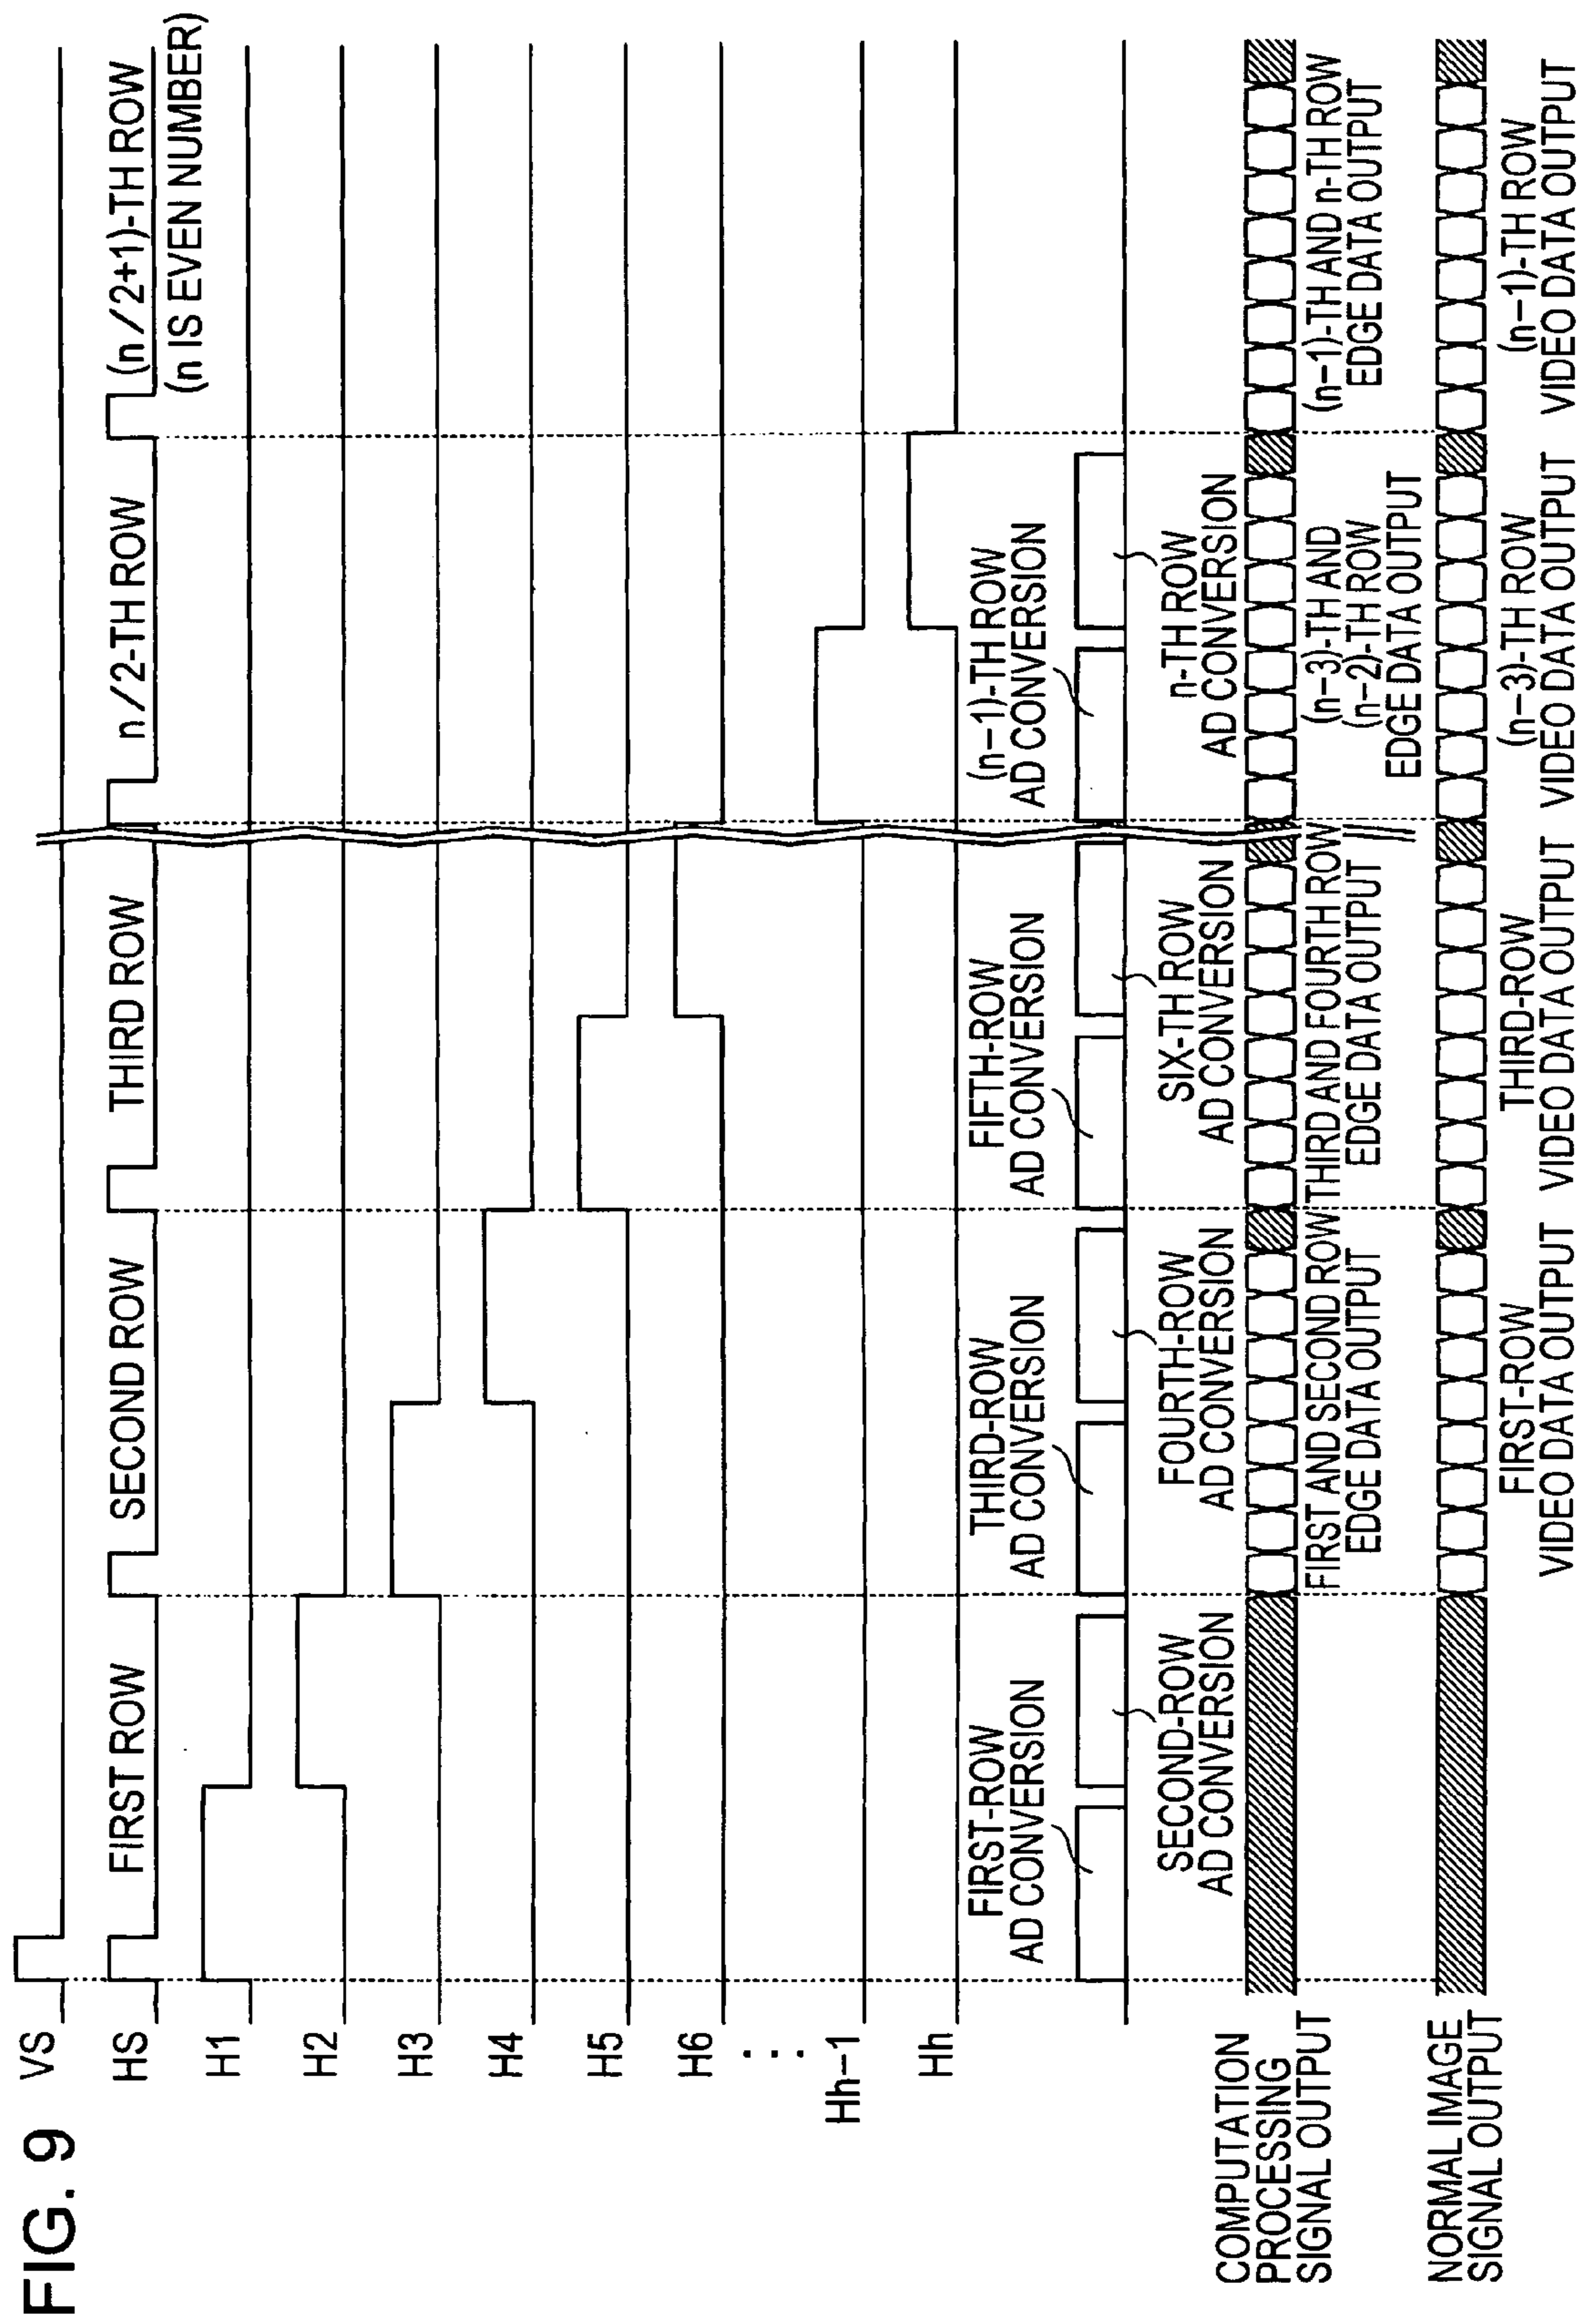 FIG. 9
VS
HS
FIRST ROW
SECOND ROW
THIRD ROW
n/2-TH ROW
(n/2+1)-TH ROW
(n IS EVEN NUMBER)
H1
H2
H3
H4
H5
H6
...
Hh−1
Hh
FIRST-ROW
AD CONVERSION
THIRD-ROW
AD CONVERSION
FIFTH-ROW
AD CONVERSION
(n−1)-TH ROW
AD CONVERSION
SECOND-ROW
AD CONVERSION
FOURTH-ROW
AD CONVERSION
SIX-TH ROW
AD CONVERSION
n-TH ROW
AD CONVERSION
COMPUTATION
PROCESSING
SIGNAL OUTPUT
FIRST AND SECOND ROW
EDGE DATA OUTPUT
THIRD AND FOURTH ROW
EDGE DATA OUTPUT
(n−3)-TH AND
(n−2)-TH ROW
EDGE DATA OUTPUT
(n−1)-TH AND n-TH ROW
EDGE DATA OUTPUT
NORMAL IMAGE
SIGNAL OUTPUT
FIRST-ROW
VIDEO DATA OUTPUT
THIRD-ROW
VIDEO DATA OUTPUT
(n−3)-TH ROW
VIDEO DATA OUTPUT
(n−1)-TH ROW
VIDEO DATA OUTPUT